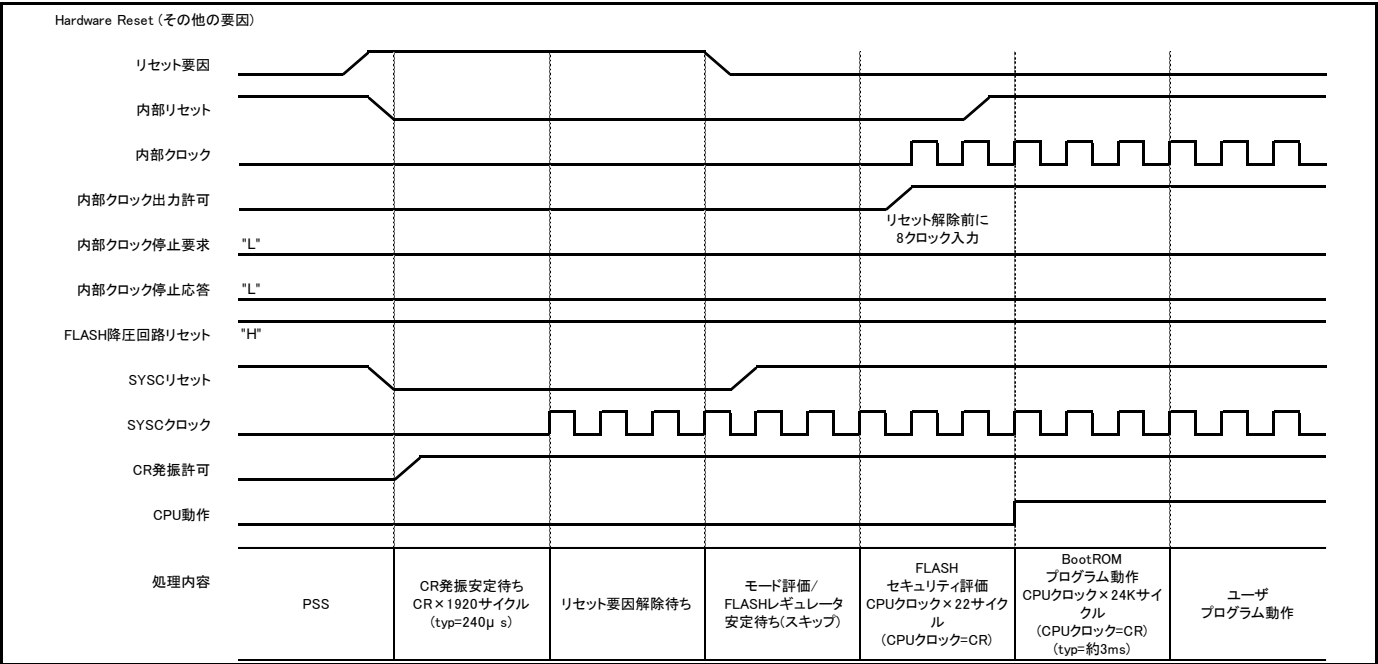 Hardware Reset (その他の要因)
リセット要因
内部リセット
内部クロック
内部クロック出力許可
リセット解除前に
8クロック入力
内部クロック停止要求 "L"
内部クロック停止応答 "L"
FLASH降圧回路リセット "H"
SYSCリセット
SYSCクロック
CR発振許可
CPU動作
処理内容
PSS
CR発振安定待ち
CR×1920サイクル
(typ=240μ s)
リセット要因解除待ち
モード評価/
FLASHレギュレータ
安定待ち(スキップ)
FLASH
セキュリティ評価
CPUクロック×22サイク
ル
(CPUクロック=CR)
BootROM
プログラム動作
CPUクロック×24Kサイ
クル
(CPUクロック=CR)
(typ=約3ms)
ユーザ
プログラム動作